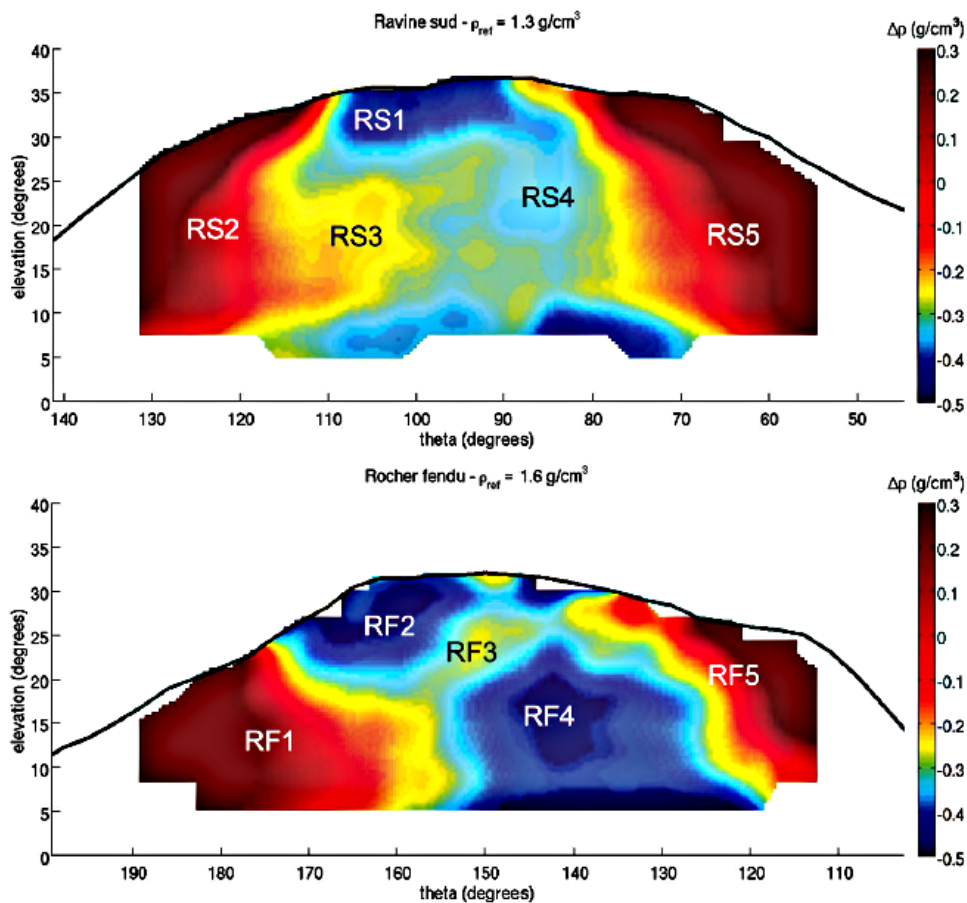 Ravine sud - ρref = 1.3 g/cm³
Δρ (g/cm³)
40
35
30
25
20
15
10
5
0
elevation (degrees)
RS1
RS2
RS3
RS4
RS5
0.3
0.2
0.1
0
-0.1
-0.2
-0.3
-0.4
-0.5
140 130 120 110 100 90 80 70 60 50
theta (degrees)
Rocher fendu - ρref = 1.6 g/cm³
Δρ (g/cm³)
40
35
30
25
20
15
10
5
0
elevation (degrees)
RF2
RF3
RF5
RF1
RF4
0.3
0.2
0.1
0
-0.1
-0.2
-0.3
-0.4
-0.5
190 180 170 160 150 140 130 120 110
theta (degrees)